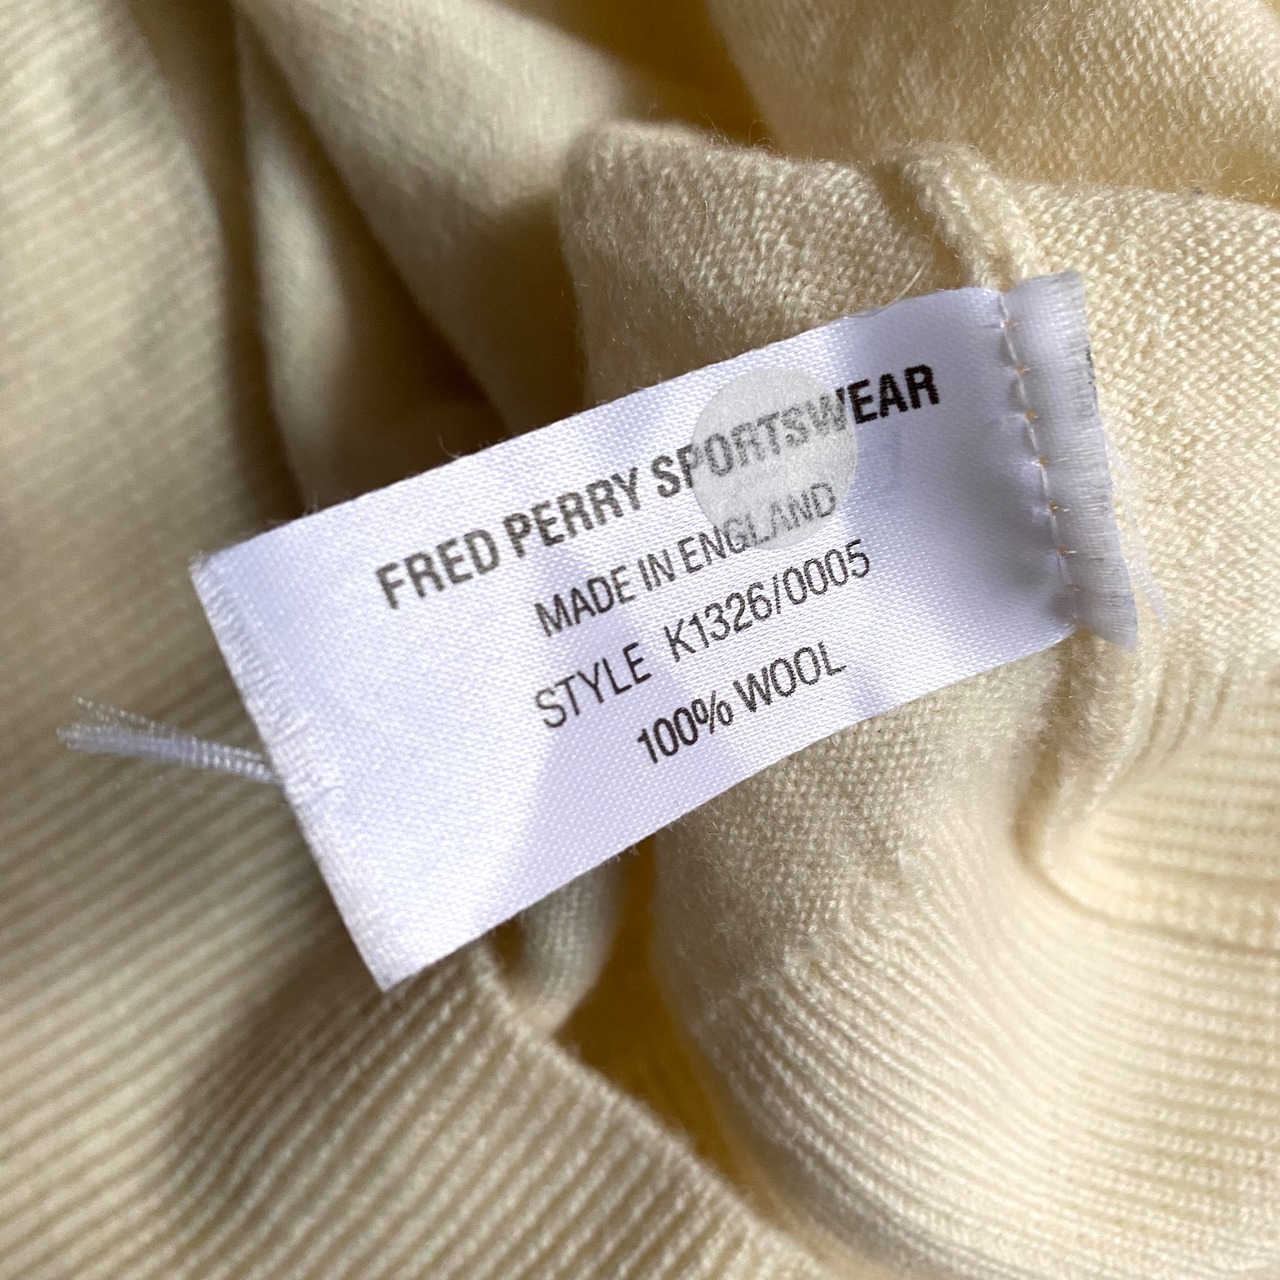 FRED PERRY SPORTSWEAR
MADE IN ENGLAND
STYLE K1326/0005
100% WOOL